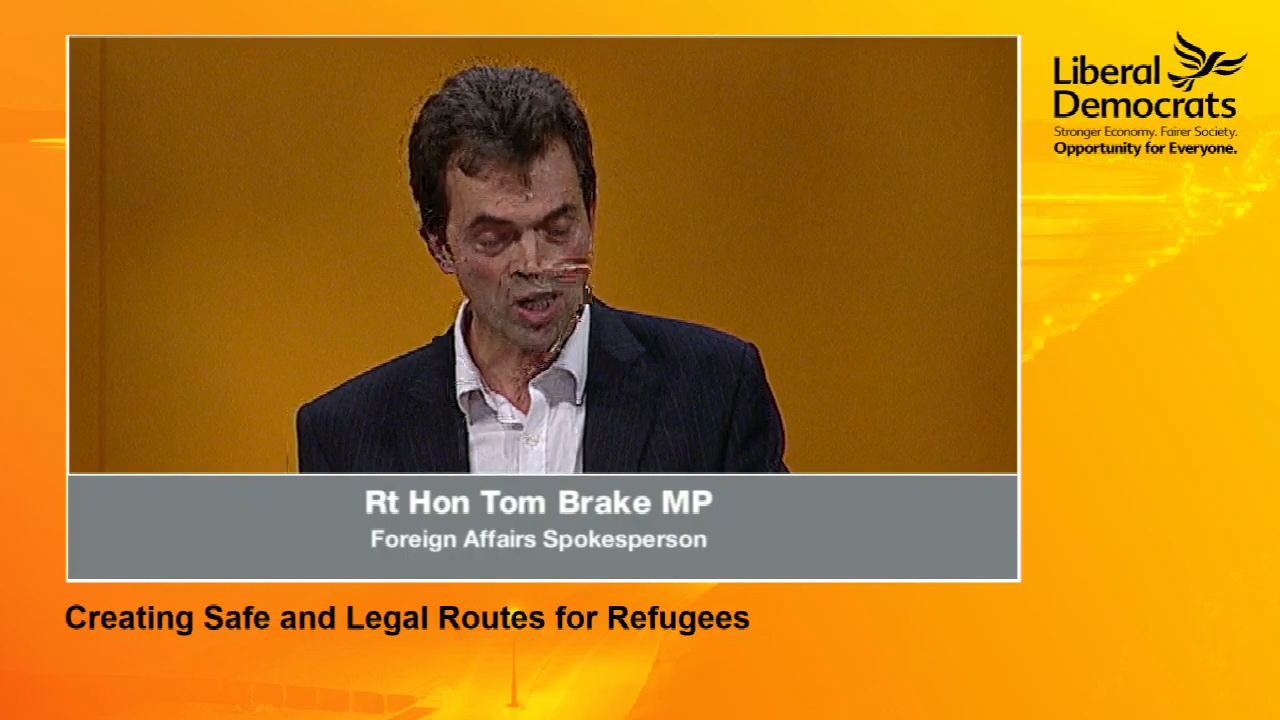 Liberal
Democrats
Stronger Economy. Fairer Society.
Opportunity for Everyone.
Rt Hon Tom Brake MP
Foreign Affairs Spokesperson
Creating Safe and Legal Routes for Refugees